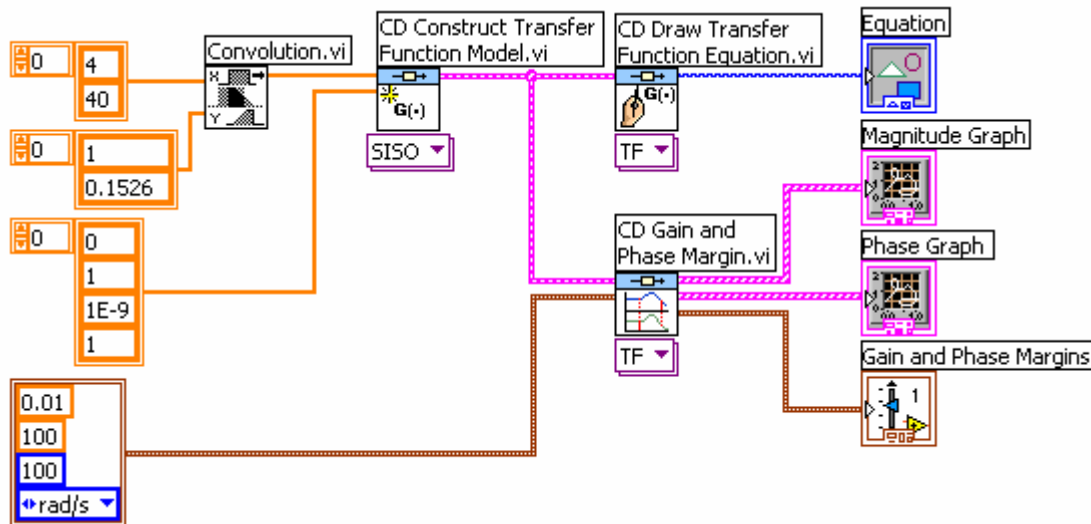 Equation
CD Construct Transfer
Function Model.vi
CD Draw Transfer
Function Equation.vi
Convolution.vi
0
4
40
X
Y
G(·)
G(·)
SISO
TF
Magnitude Graph
0
1
0.1526
0
0
1
1E-9
1
CD Gain and
Phase Margin.vi
Phase Graph
TF
Gain and Phase Margins
1
0.01
100
100
rad/s